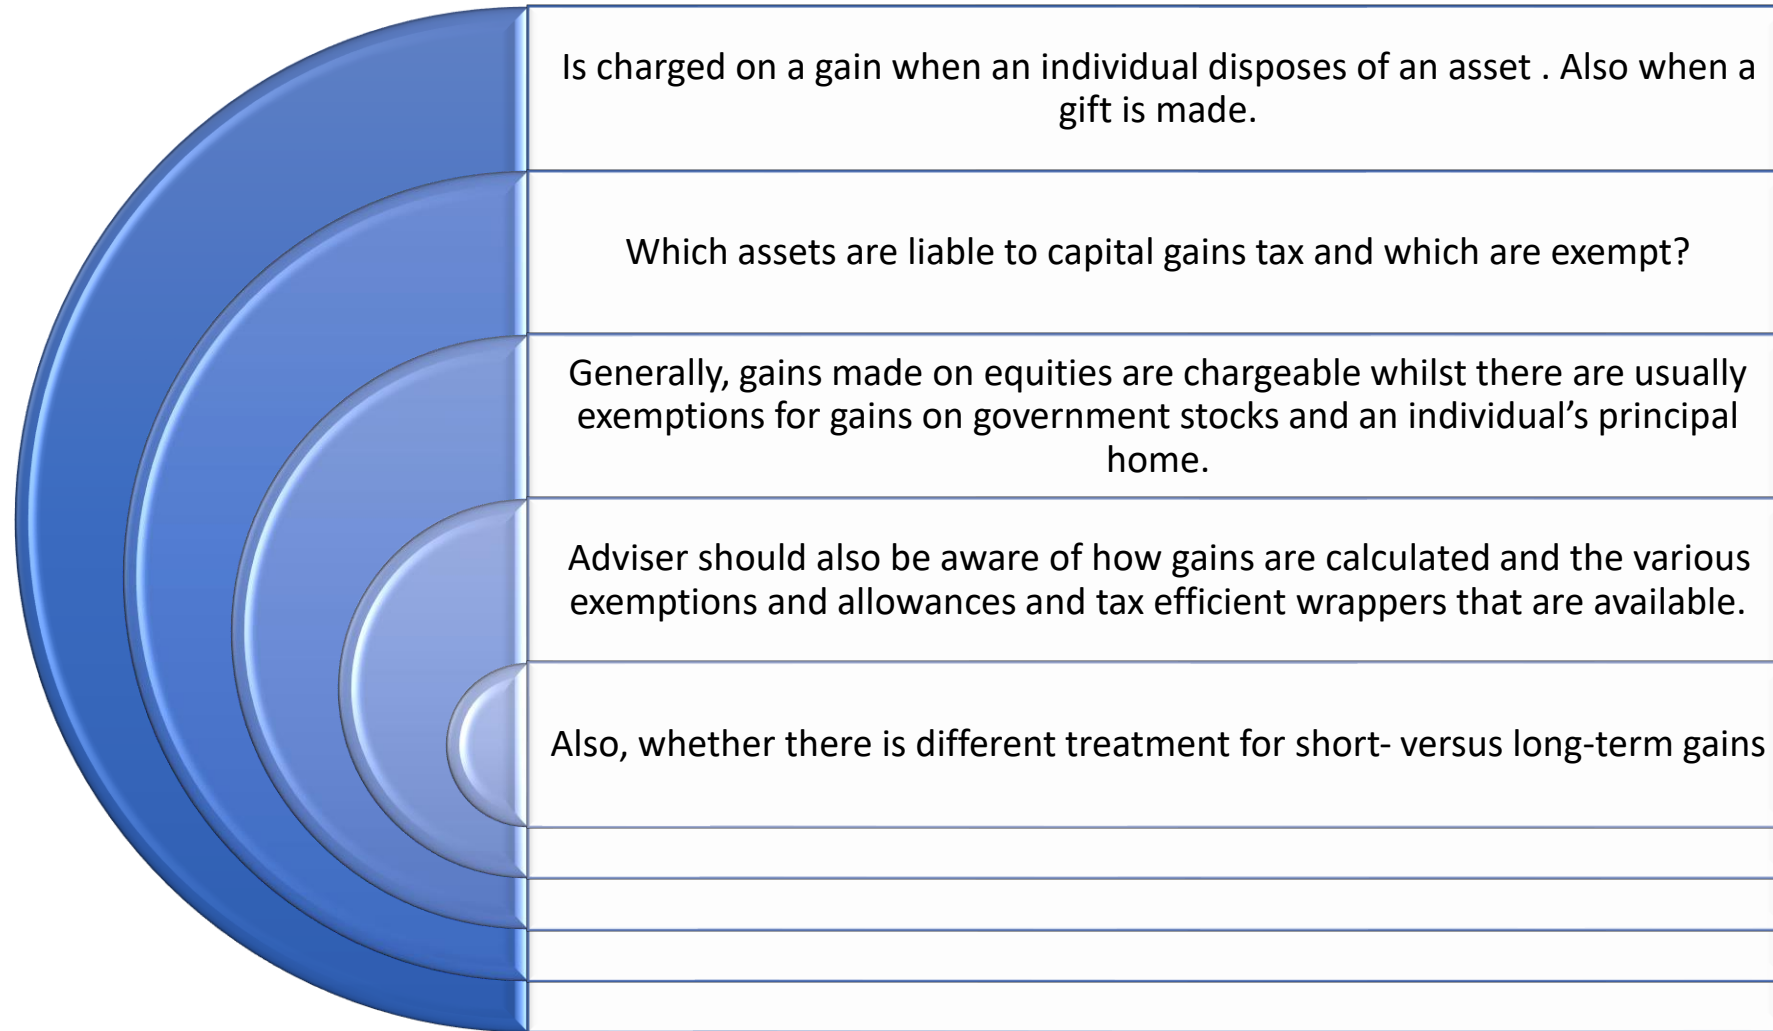 Is charged on a gain when an individual disposes of an asset . Also when a
gift is made.
Which assets are liable to capital gains tax and which are exempt?
Generally, gains made on equities are chargeable whilst there are usually
exemptions for gains on government stocks and an individual’s principal
home.
Adviser should also be aware of how gains are calculated and the various
exemptions and allowances and tax efficient wrappers that are available.
Also, whether there is different treatment for short- versus long-term gains